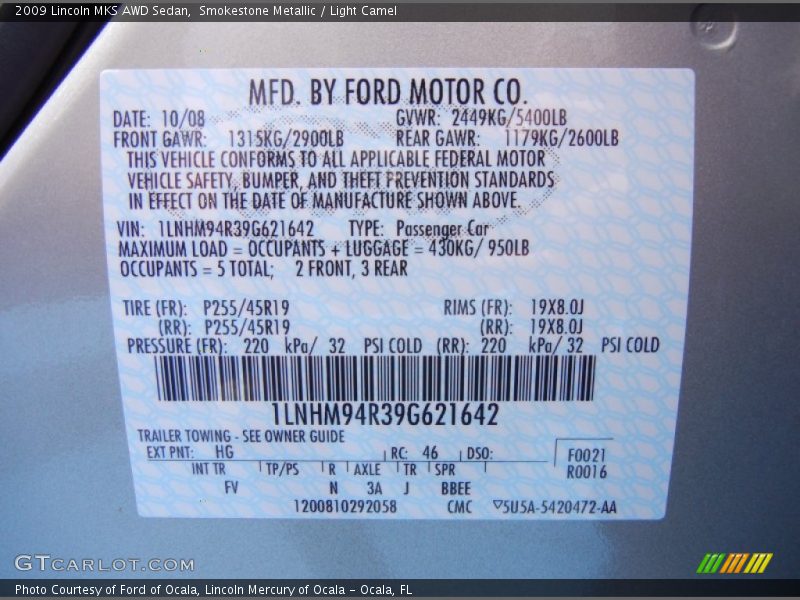 2009 Lincoln MKS AWD Sedan,  Smokestone Metallic / Light Camel
MFD. BY FORD MOTOR CO.
DATE: 10/08 GVWR: 2449KG/5400LB
FRONT GAWR: 1315KG/2900LB REAR GAWR: 1179KG/2600LB
THIS VEHICLE CONFORMS TO ALL APPLICABLE FEDERAL MOTOR
VEHICLE SAFETY, BUMPER, AND THEFT PREVENTION STANDARDS
IN EFFECT ON THE DATE OF MANUFACTURE SHOWN ABOVE.
VIN: 1LNHM94R39G621642 TYPE: Passenger Car
MAXIMUM LOAD = OCCUPANTS + LUGGAGE = 430KG/ 950LB
OCCUPANTS = 5 TOTAL; 2 FRONT, 3 REAR
TIRE (FR): P255/45R19 RIMS (FR): 19X8.0J
(RR): P255/45R19 (RR): 19X8.0J
PRESSURE (FR): 220 kPa/ 32 PSI COLD (RR): 220 kPa/ 32 PSI COLD
1LNHM94R39G621642
TRAILER TOWING - SEE OWNER GUIDE
EXT PNT: HG RC: 46 DSO: F0021
INT TR TP/PS R AXLE TR SPR R0016
FV N 3A J BBEE
1200810292058 CMC ▽5U5A-5420472-AA
GTCARLOT.COM
Photo Courtesy of Ford of Ocala, Lincoln Mercury of Ocala – Ocala, FL